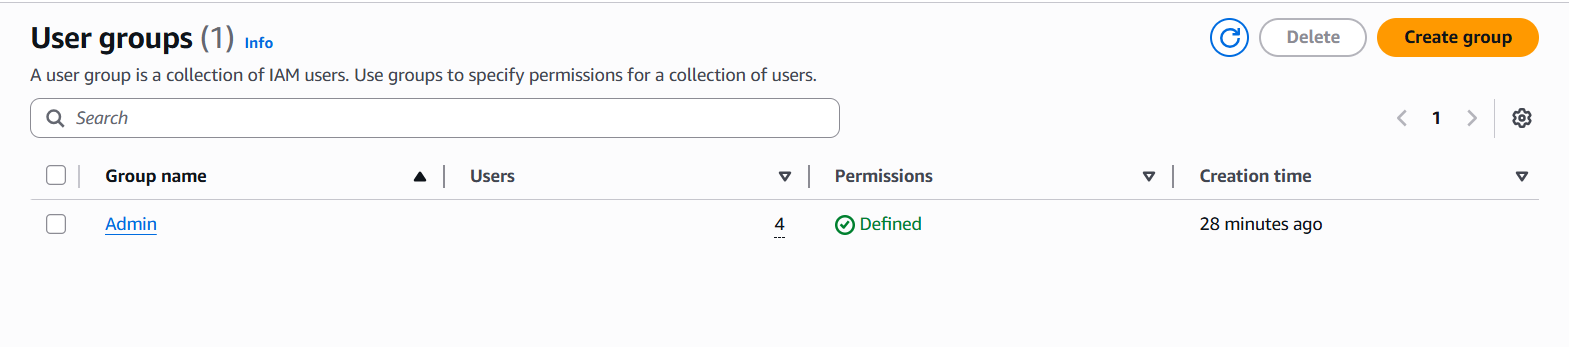 User groups (1) Info
Delete
Create group
A user group is a collection of IAM users. Use groups to specify permissions for a collection of users.
Search
1
Group name Users Permissions Creation time
Admin 4 Defined 28 minutes ago